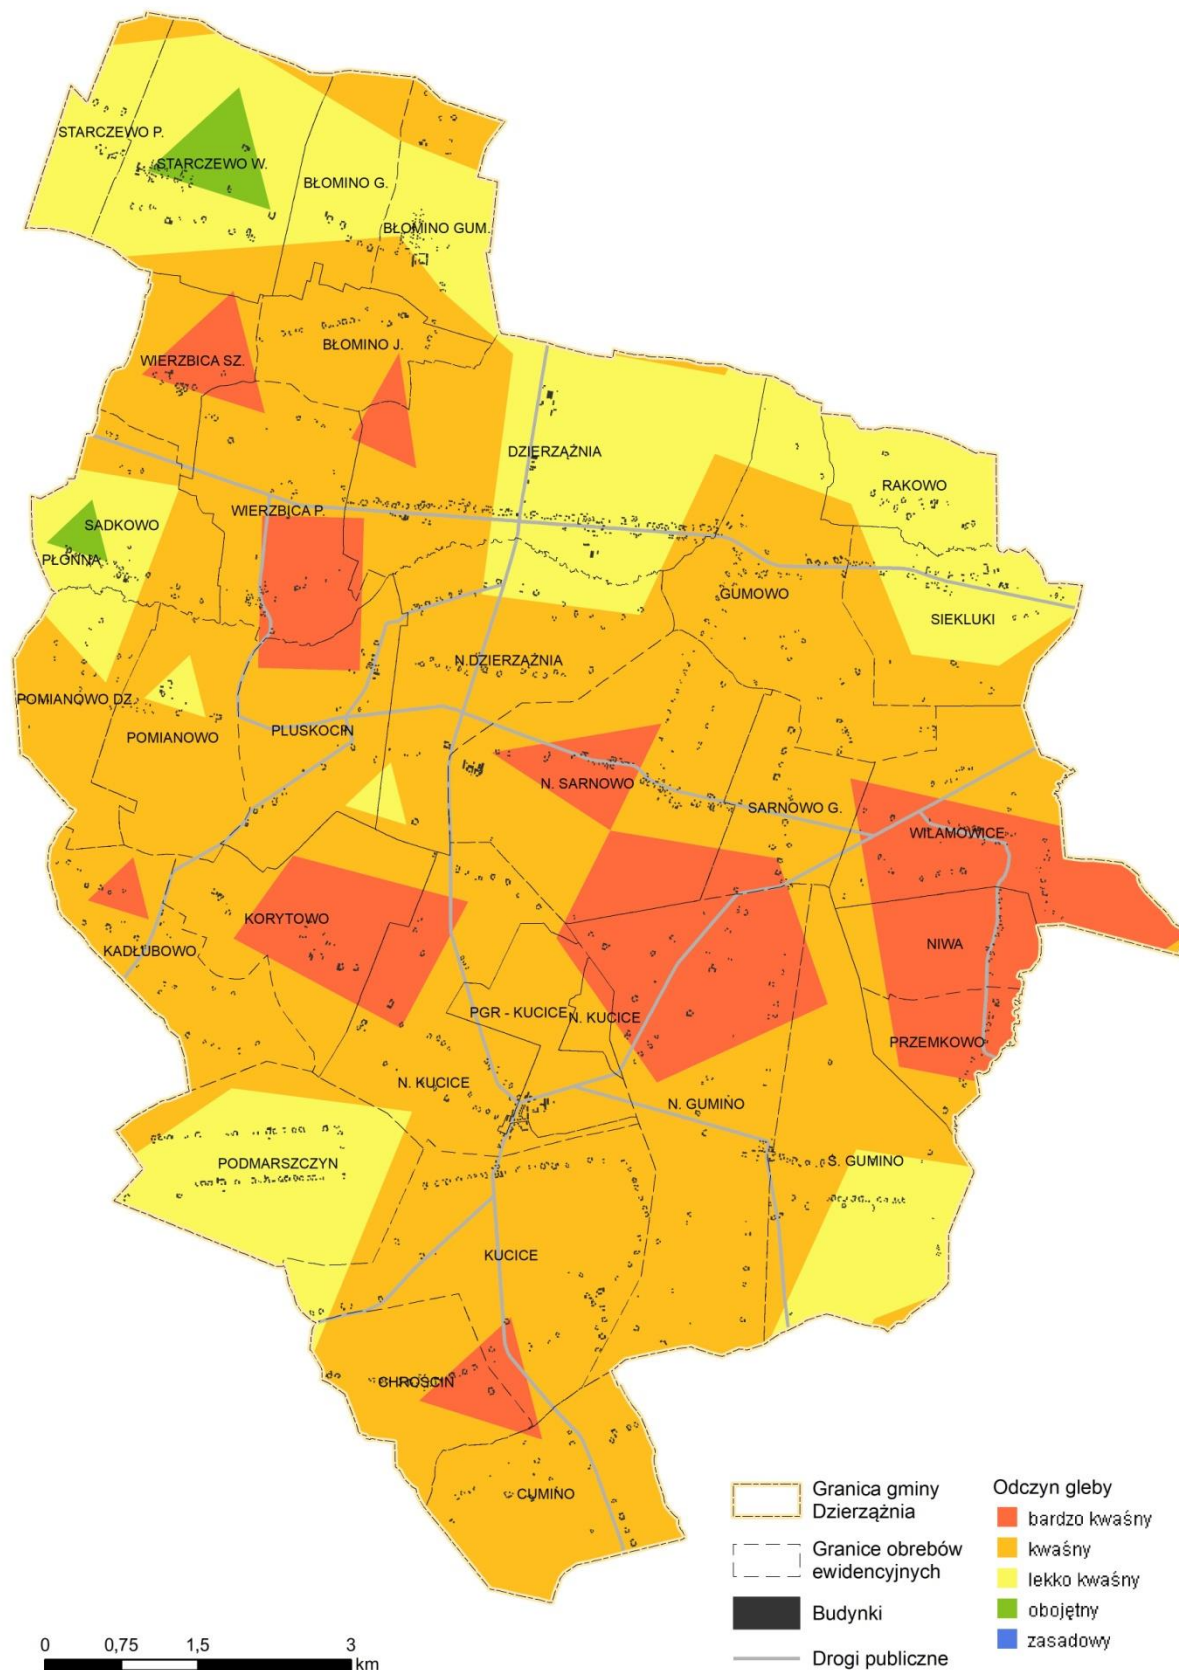 STARCZEWO P.
STARCZEWO W.
BŁOMINO G.
BŁOMINO GUM.
BŁOMINO J.
WIERZBICA SZ.
DZIERZĄŻNIA
RAKOWO
WIERZBICA P.
SADKOWO
PŁONNA
GUMOWO
SIEKLUKI
N.DZIERZĄŻNIA
POMIANOWO DZ.
POMIANOWO
PLUSKOCIN
N. SARNOWO
SARNOWO G.
WILAMOWICE
KORYTOWO
KADŁUBOWO
NIWA
PGR - KUCICE
N. KUCICE
PRZEMKOWO
N. KUCICE
N. GUMINO
PODMARSZCZYN
S. GUMINO
KUCICE
CHROŚCIN
CUMINO
Granica gminy
Dzierzążnia
Granice obrębów
ewidencyjnych
Budynki
Drogi publiczne
Odczyn gleby
bardzo kwaśny
kwaśny
lekko kwaśny
obojętny
zasadowy
0 0,75 1,5 3
km